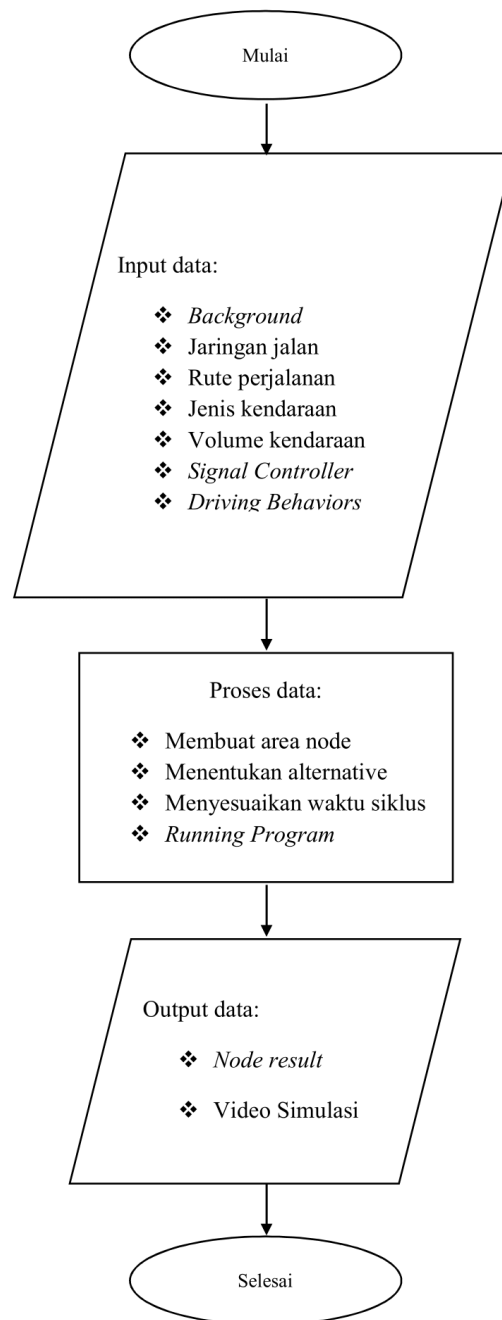 Mulai
Input data:
❖ Background
❖ Jaringan jalan
❖ Rute perjalanan
❖ Jenis kendaraan
❖ Volume kendaraan
❖ Signal Controller
❖ Driving Behaviors
Proses data:
❖ Membuat area node
❖ Menentukan alternative
❖ Menyesuaikan waktu siklus
❖ Running Program
Output data:
❖ Node result
❖ Video Simulasi
Selesai